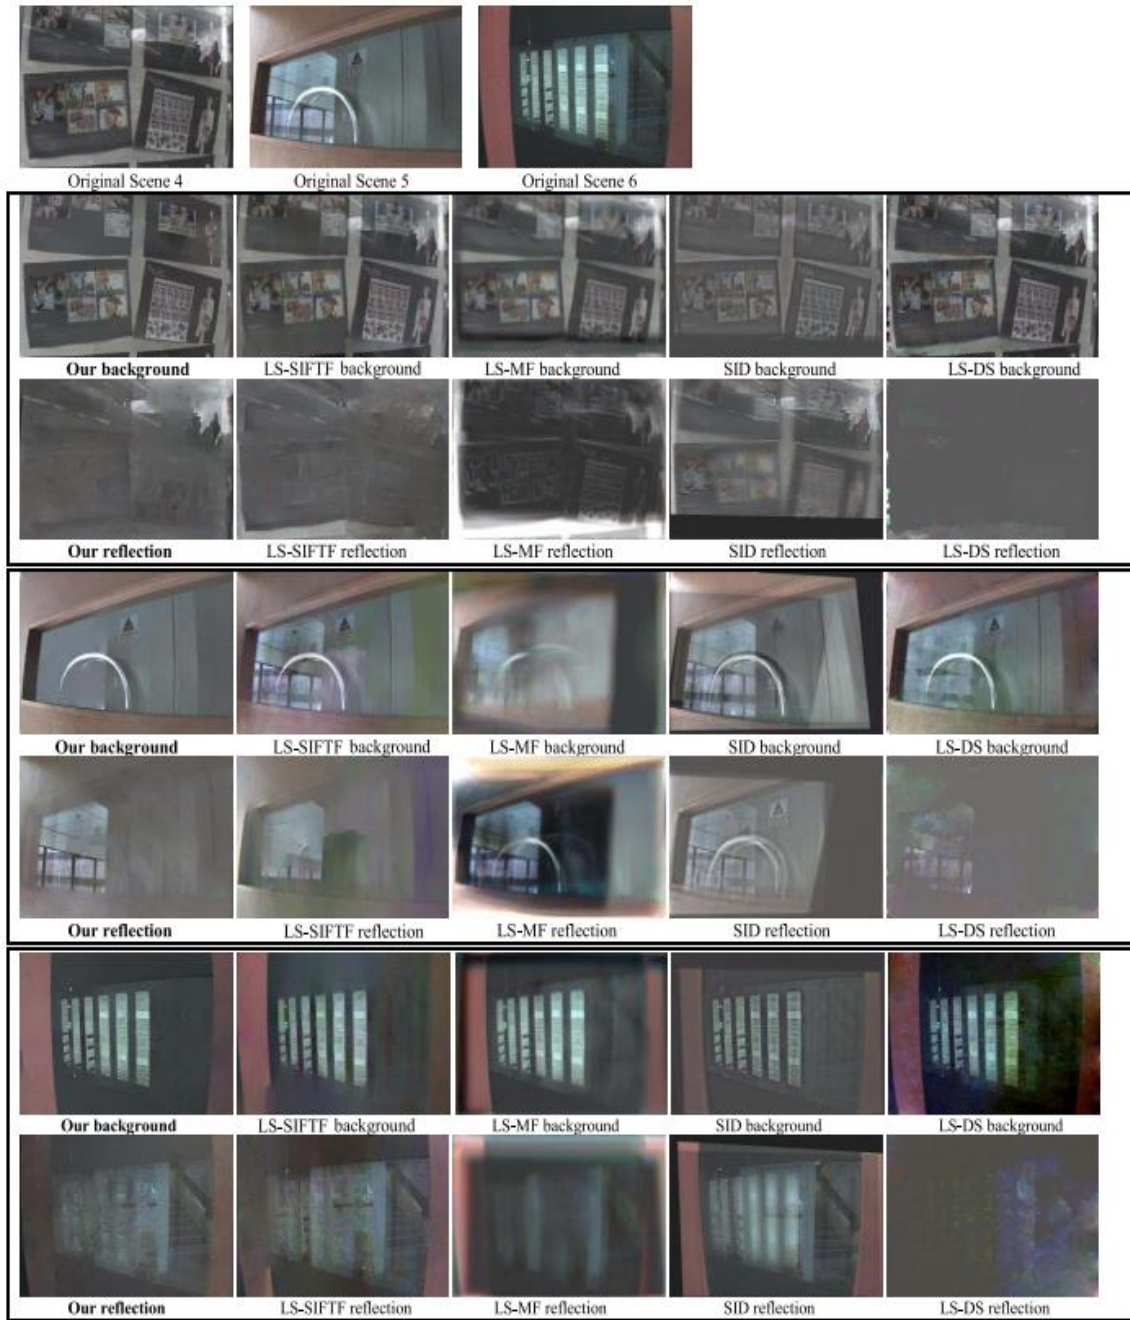 Original Scene 4 Original Scene 5 Original Scene 6
Our background LS-SIFTF background LS-MF background SID background LS-DS background
Our reflection LS-SIFTF reflection LS-MF reflection SID reflection LS-DS reflection
Our background LS-SIFTF background LS-MF background SID background LS-DS background
Our reflection LS-SIFTF reflection LS-MF reflection SID reflection LS-DS reflection
Our background LS-SIFTF background LS-MF background SID background LS-DS background
Our reflection LS-SIFTF reflection LS-MF reflection SID reflection LS-DS reflection